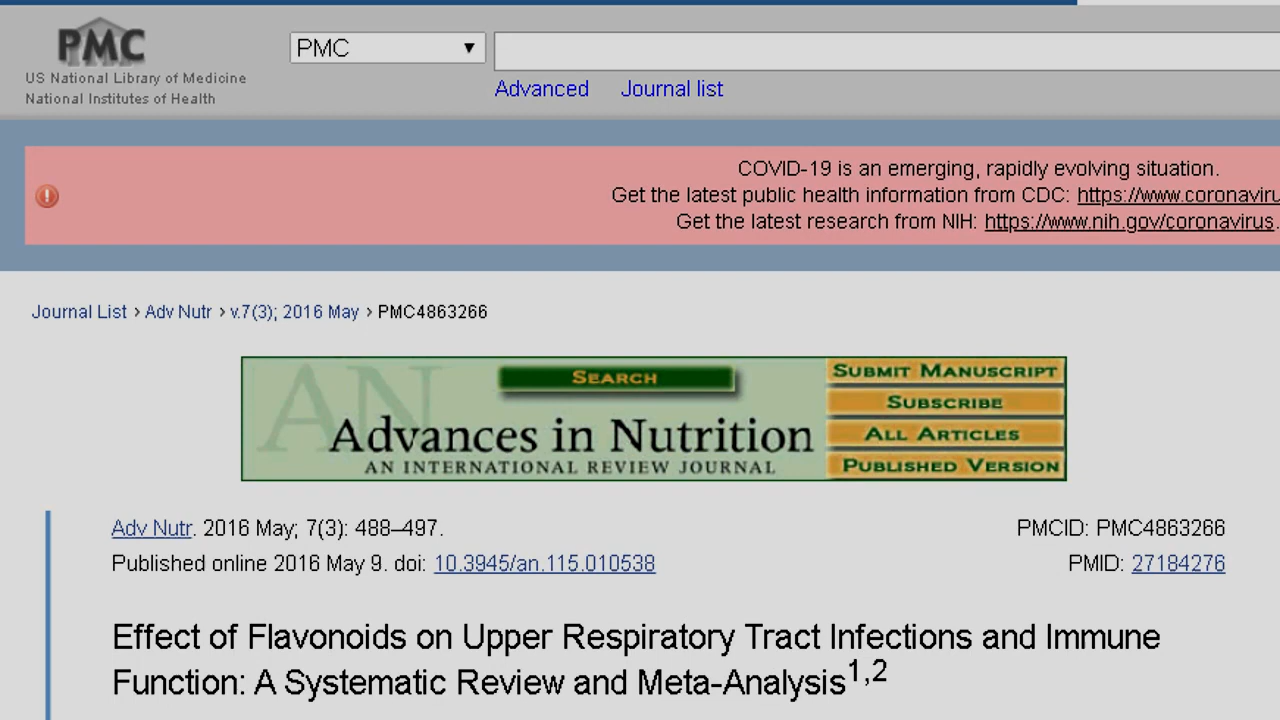 PMC
US National Library of Medicine
National Institutes of Health
PMC
Advanced Journal list
COVID-19 is an emerging, rapidly evolving situation.
Get the latest public health information from CDC: https://www.coronaviru
Get the latest research from NIH: https://www.nih.gov/coronavirus.
Journal List › Adv Nutr › v.7(3); 2016 May › PMC4863266
AN
SEARCH
Advances in Nutrition
AN INTERNATIONAL REVIEW JOURNAL
SUBMIT MANUSCRIPT
SUBSCRIBE
ALL ARTICLES
PUBLISHED VERSION
Adv Nutr. 2016 May; 7(3): 488–497. PMCID: PMC4863266
Published online 2016 May 9. doi: 10.3945/an.115.010538 PMID: 27184276
Effect of Flavonoids on Upper Respiratory Tract Infections and Immune
Function: A Systematic Review and Meta-Analysis1,2